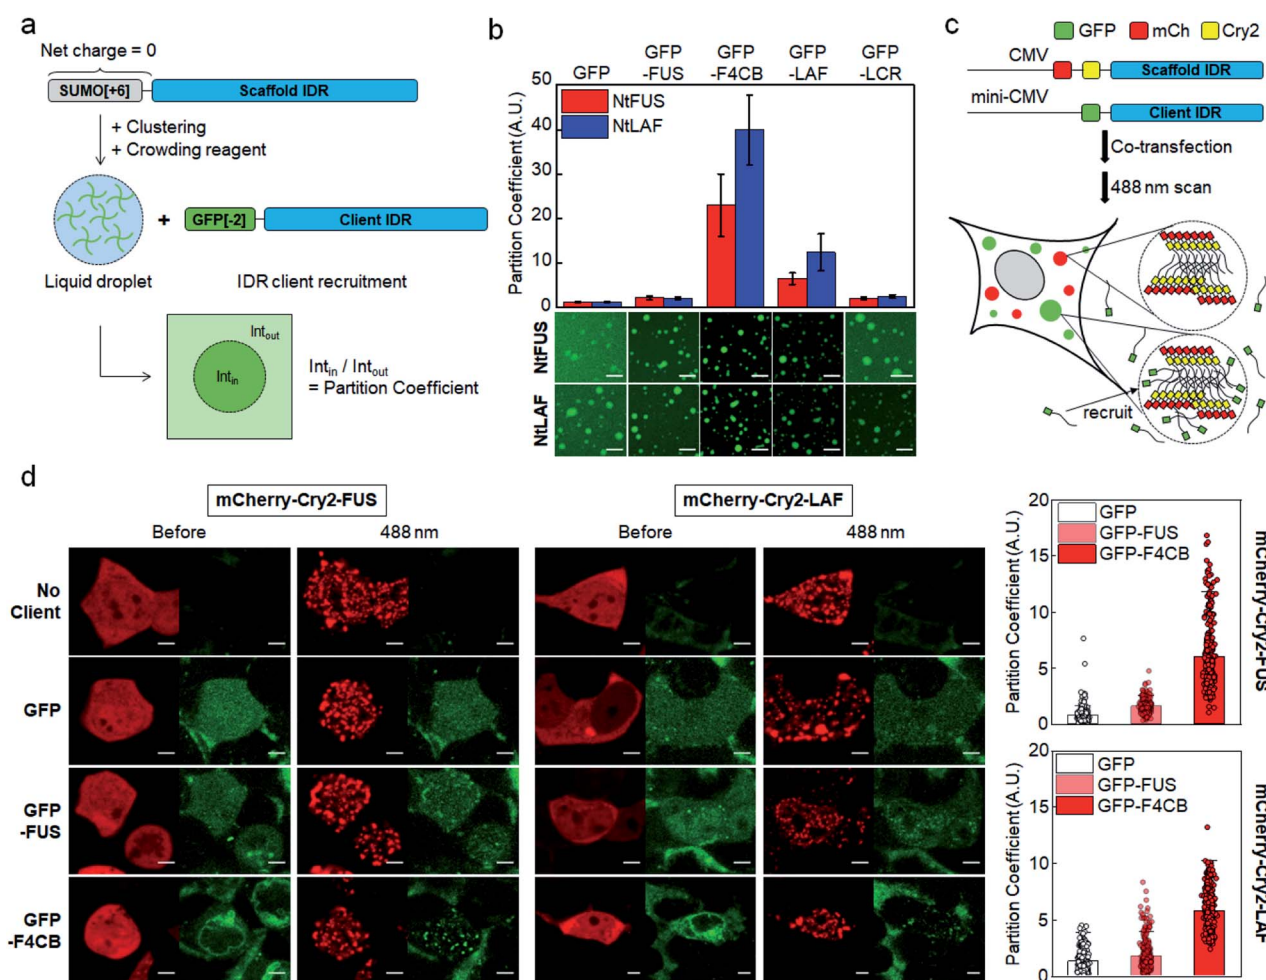 a
Net charge = 0
SUMO[+6]
Scaffold IDR
+ Clustering
+ Crowding reagent
+
GFP[-2]
Client IDR
Liquid droplet
IDR client recruitment
Intout
Intin
Intin / Intout
= Partition Coefficient
b
GFP
GFP
-FUS
GFP
-F4CB
GFP
-LAF
GFP
-LCR
Partition Coefficient (A.U.)
50
40
30
20
10
0
NtFUS
NtLAF
NtFUS
NtLAF
c
GFP
mCh
Cry2
CMV
Scaffold IDR
mini-CMV
Client IDR
Co-transfection
488 nm scan
recruit
d
mCherry-Cry2-FUS
mCherry-Cry2-LAF
Before
488 nm
Before
488 nm
No
Client
GFP
GFP
-FUS
GFP
-F4CB
Partition Coefficient (A.U.)
20
15
10
5
0
GFP
GFP-FUS
GFP-F4CB
mCherry-Cry2-FUS
Partition Coefficient (A.U.)
20
15
10
5
0
GFP
GFP-FUS
GFP-F4CB
mCherry-Cry2-LAF